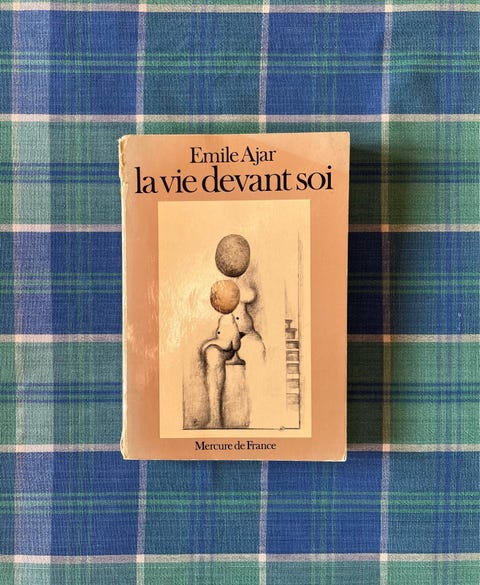 Emile Ajar
la vie devant soi
Mercure de France